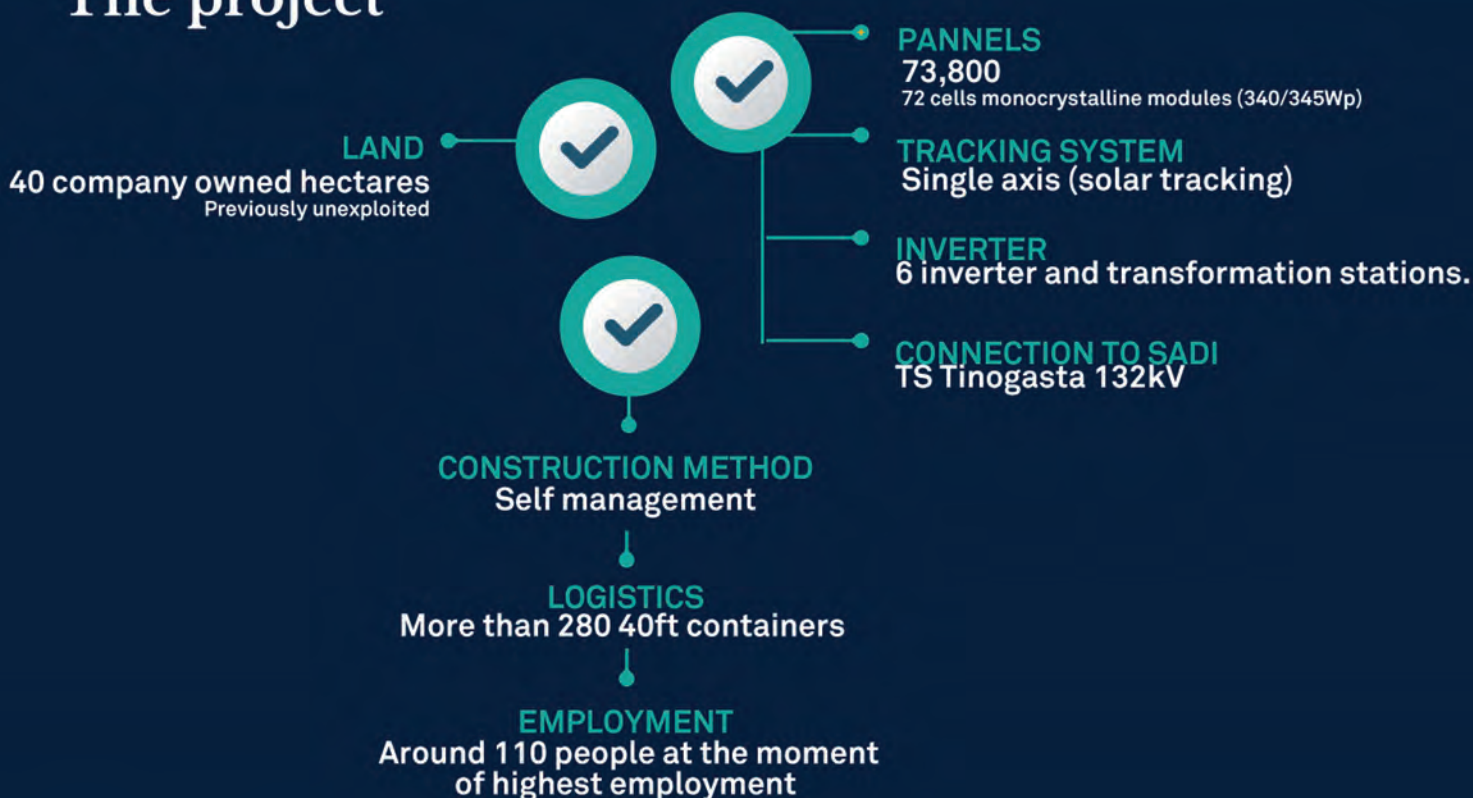 The project
PANNELS
73,800
72 cells monocrystalline modules (340/345Wp)
LAND
40 company owned hectares
Previously unexploited
TRACKING SYSTEM
Single axis (solar tracking)
INVERTER
6 inverter and transformation stations.
CONNECTION TO SADI
TS Tinogasta 132kV
CONSTRUCTION METHOD
Self management
LOGISTICS
More than 280 40ft containers
EMPLOYMENT
Around 110 people at the moment
of highest employment